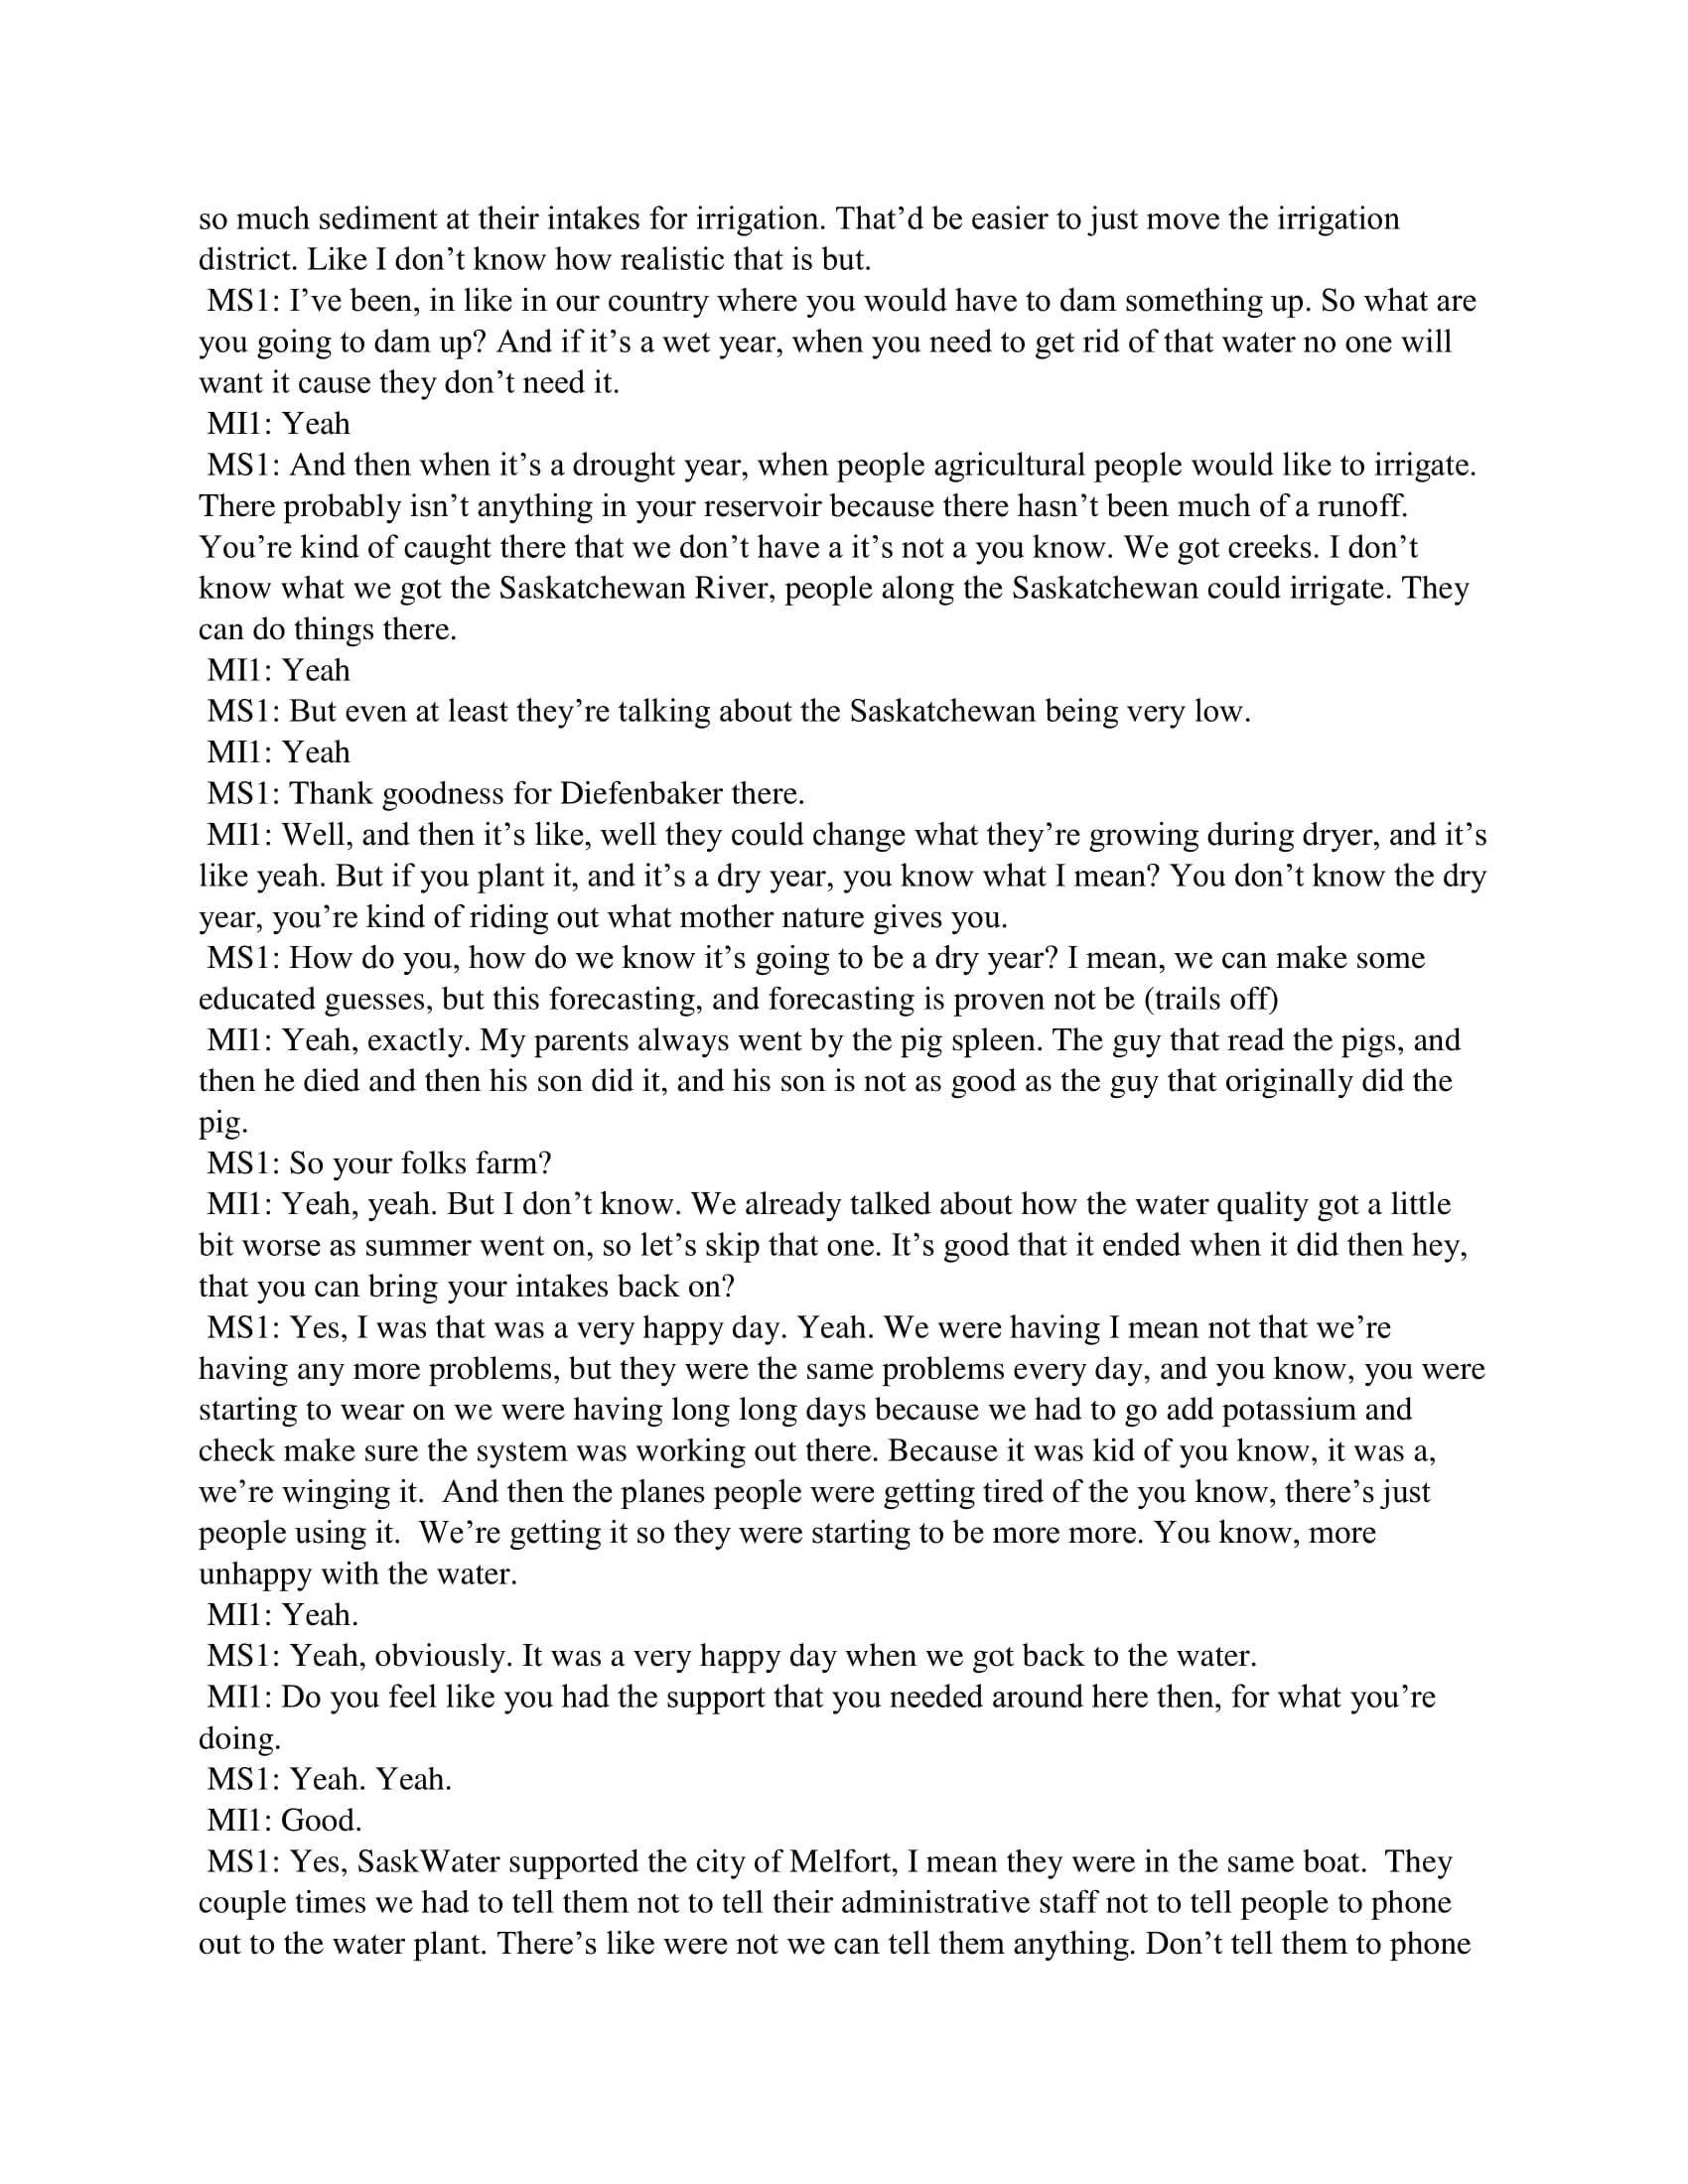 so much sediment at their intakes for irrigation. That’d be easier to just move the irrigation
district. Like I don’t know how realistic that is but.
MS1: I’ve been, in like in our country where you would have to dam something up. So what are
you going to dam up? And if it’s a wet year, when you need to get rid of that water no one will
want it cause they don’t need it.
MI1: Yeah
MS1: And then when it’s a drought year, when people agricultural people would like to irrigate.
There probably isn’t anything in your reservoir because there hasn’t been much of a runoff.
You’re kind of caught there that we don’t have a it’s not a you know. We got creeks. I don’t
know what we got the Saskatchewan River, people along the Saskatchewan could irrigate. They
can do things there.
MI1: Yeah
MS1: But even at least they’re talking about the Saskatchewan being very low.
MI1: Yeah
MS1: Thank goodness for Diefenbaker there.
MI1: Well, and then it’s like, well they could change what they’re growing during dryer, and it’s
like yeah. But if you plant it, and it’s a dry year, you know what I mean? You don’t know the dry
year, you’re kind of riding out what mother nature gives you.
MS1: How do you, how do we know it’s going to be a dry year? I mean, we can make some
educated guesses, but this forecasting, and forecasting is proven not be (trails off)
MI1: Yeah, exactly. My parents always went by the pig spleen. The guy that read the pigs, and
then he died and then his son did it, and his son is not as good as the guy that originally did the
pig.
MS1: So your folks farm?
MI1: Yeah, yeah. But I don’t know. We already talked about how the water quality got a little
bit worse as summer went on, so let’s skip that one. It’s good that it ended when it did then hey,
that you can bring your intakes back on?
MS1: Yes, I was that was a very happy day. Yeah. We were having I mean not that we’re
having any more problems, but they were the same problems every day, and you know, you were
starting to wear on we were having long long days because we had to go add potassium and
check make sure the system was working out there. Because it was kid of you know, it was a,
we’re winging it.  And then the planes people were getting tired of the you know, there’s just
people using it.  We’re getting it so they were starting to be more more. You know, more
unhappy with the water.
MI1: Yeah.
MS1: Yeah, obviously. It was a very happy day when we got back to the water.
MI1: Do you feel like you had the support that you needed around here then, for what you’re
doing.
MS1: Yeah. Yeah.
MI1: Good.
MS1: Yes, SaskWater supported the city of Melfort, I mean they were in the same boat.  They
couple times we had to tell them not to tell their administrative staff not to tell people to phone
out to the water plant. There’s like were not we can tell them anything. Don’t tell them to phone